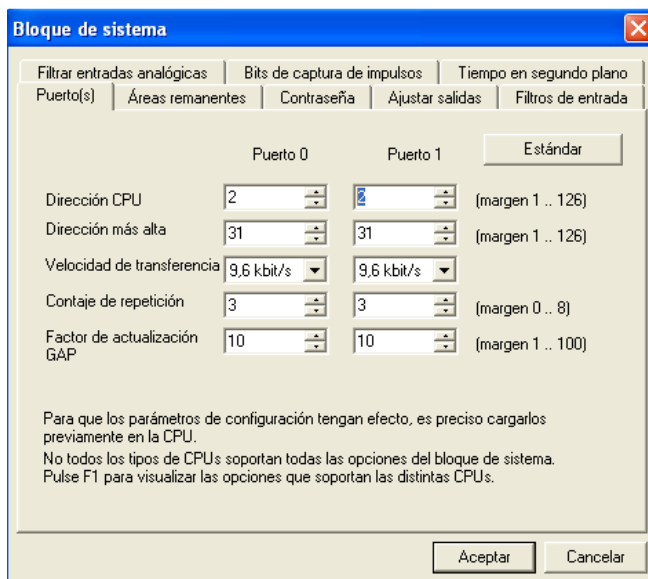 Bloque de sistema
Filtrar entradas analógicas Bits de captura de impulsos Tiempo en segundo plano
Puerto(s) Áreas remanentes Contraseña Ajustar salidas Filtros de entrada
Puerto 0 Puerto 1 Estándar
Dirección CPU 2 2 (margen 1 .. 126)
Dirección más alta 31 31 (margen 1 .. 126)
Velocidad de transferencia 9,6 kbit/s 9,6 kbit/s
Contaje de repetición 3 3 (margen 0 .. 8)
Factor de actualización
GAP 10 10 (margen 1 .. 100)
Para que los parámetros de configuración tengan efecto, es preciso cargarlos
previamente en la CPU.
No todos los tipos de CPUs soportan todas las opciones del bloque de sistema.
Pulse F1 para visualizar las opciones que soportan las distintas CPUs.
Aceptar Cancelar